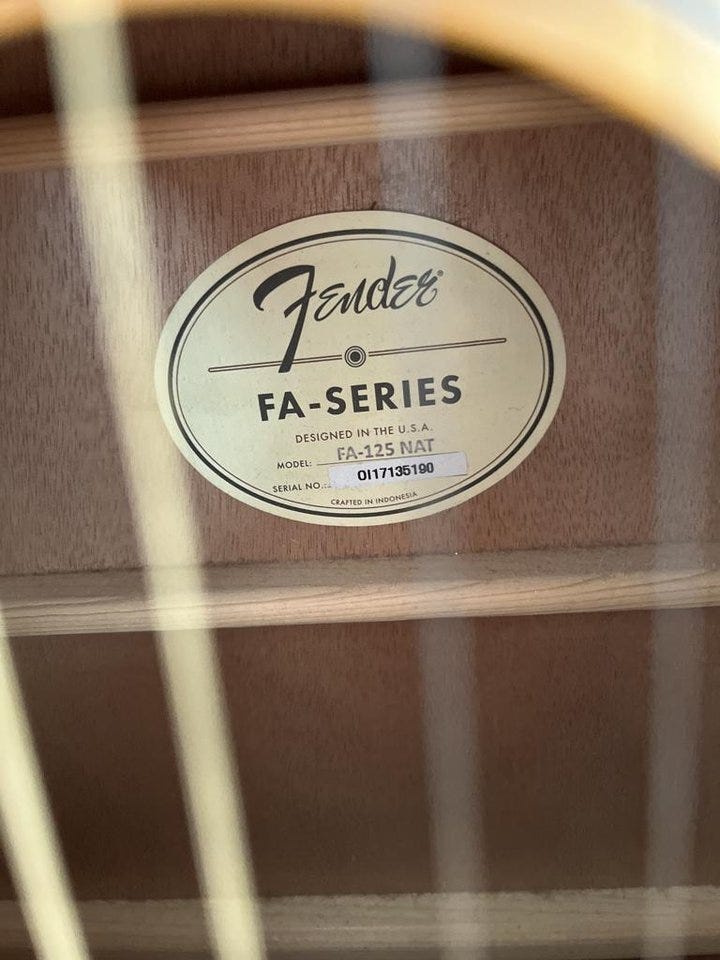 Fender®
FA-SERIES
DESIGNED IN THE U.S.A.
MODEL: FA-125 NAT
SERIAL NO.: OI17135190
CRAFTED IN INDONESIA